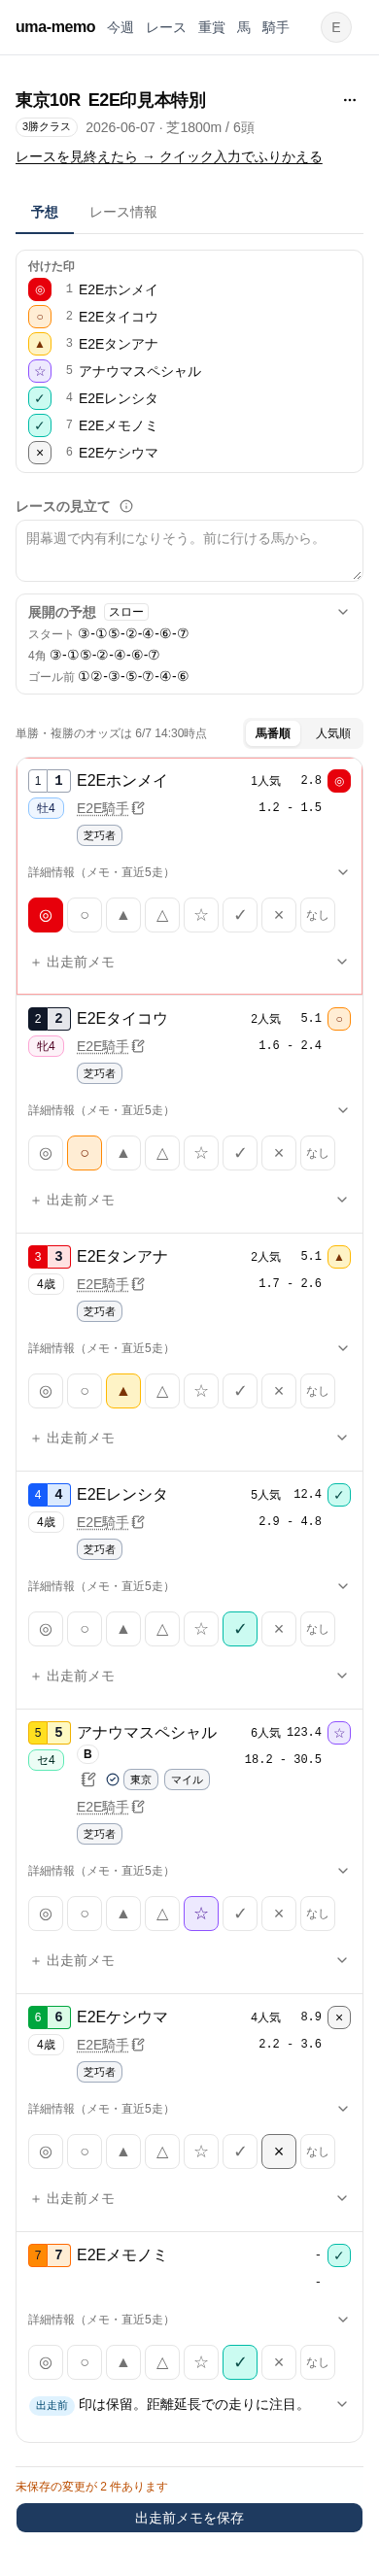 uma-memo 今週 レース 重賞 馬 騎手 E
東京10R E2E印見本特別 …
3勝クラス 2026-06-07 · 芝1800m / 6頭
レースを見終えたら → クイック入力でふりかえる
予想 レース情報
付けた印
◎ 1 E2Eホンメイ
○ 2 E2Eタイコウ
▲ 3 E2Eタンアナ
☆ 5 アナウマスペシャル
✓ 4 E2Eレンシタ
✓ 7 E2Eメモノミ
× 6 E2Eケシウマ
レースの見立て
開幕週で内有利になりそう。前に行ける馬から。
展開の予想 スロー
スタート ③-①⑤-②-④-⑥-⑦
4角 ③-①⑤-②-④-⑥-⑦
ゴール前 ①②-③-⑤-⑦-④-⑥
単勝・複勝のオッズは 6/7 14:30時点 馬番順 人気順
1 1 E2Eホンメイ 1人気 2.8 ◎
牡4 E2E騎手 1.2 - 1.5
芝巧者
詳細情報（メモ・直近5走）
◎ ○ ▲ △ ☆ ✓ × なし
＋ 出走前メモ
2 2 E2Eタイコウ 2人気 5.1 ○
牝4 E2E騎手 1.6 - 2.4
芝巧者
詳細情報（メモ・直近5走）
◎ ○ ▲ △ ☆ ✓ × なし
＋ 出走前メモ
3 3 E2Eタンアナ 2人気 5.1 ▲
4歳 E2E騎手 1.7 - 2.6
芝巧者
詳細情報（メモ・直近5走）
◎ ○ ▲ △ ☆ ✓ × なし
＋ 出走前メモ
4 4 E2Eレンシタ 5人気 12.4 ✓
4歳 E2E騎手 2.9 - 4.8
芝巧者
詳細情報（メモ・直近5走）
◎ ○ ▲ △ ☆ ✓ × なし
＋ 出走前メモ
5 5 アナウマスペシャル 6人気 123.4 ☆
セ4 B 18.2 - 30.5
東京 マイル
E2E騎手
芝巧者
詳細情報（メモ・直近5走）
◎ ○ ▲ △ ☆ ✓ × なし
＋ 出走前メモ
6 6 E2Eケシウマ 4人気 8.9 ×
4歳 E2E騎手 2.2 - 3.6
芝巧者
詳細情報（メモ・直近5走）
◎ ○ ▲ △ ☆ ✓ × なし
＋ 出走前メモ
7 7 E2Eメモノミ - ✓
-
詳細情報（メモ・直近5走）
◎ ○ ▲ △ ☆ ✓ × なし
出走前 印は保留。距離延長での走りに注目。
未保存の変更が 2 件あります
出走前メモを保存